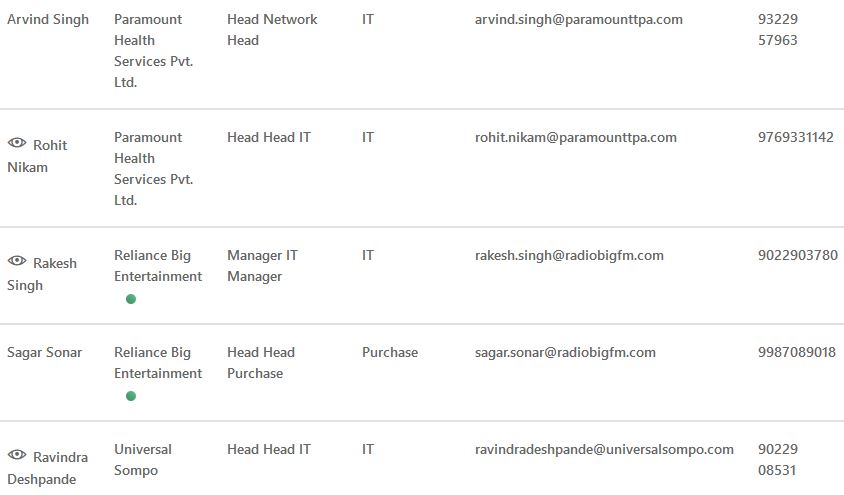 Arvind Singh Paramount Head Network IT arvind.singh@paramounttpa.com 93229
Health Head 57963
Services Pvt.
Ltd.
Rohit Paramount Head Head IT IT rohit.nikam@paramounttpa.com 9769331142
Nikam Health
Services Pvt.
Ltd.
Rakesh Reliance Big Manager IT IT rakesh.singh@radiobigfm.com 9022903780
Singh Entertainment Manager
Sagar Sonar Reliance Big Head Head Purchase sagar.sonar@radiobigfm.com 9987089018
Entertainment Purchase
Ravindra Universal Head Head IT IT ravindradeshpande@universalsompo.com 90229
Deshpande Sompo 08531